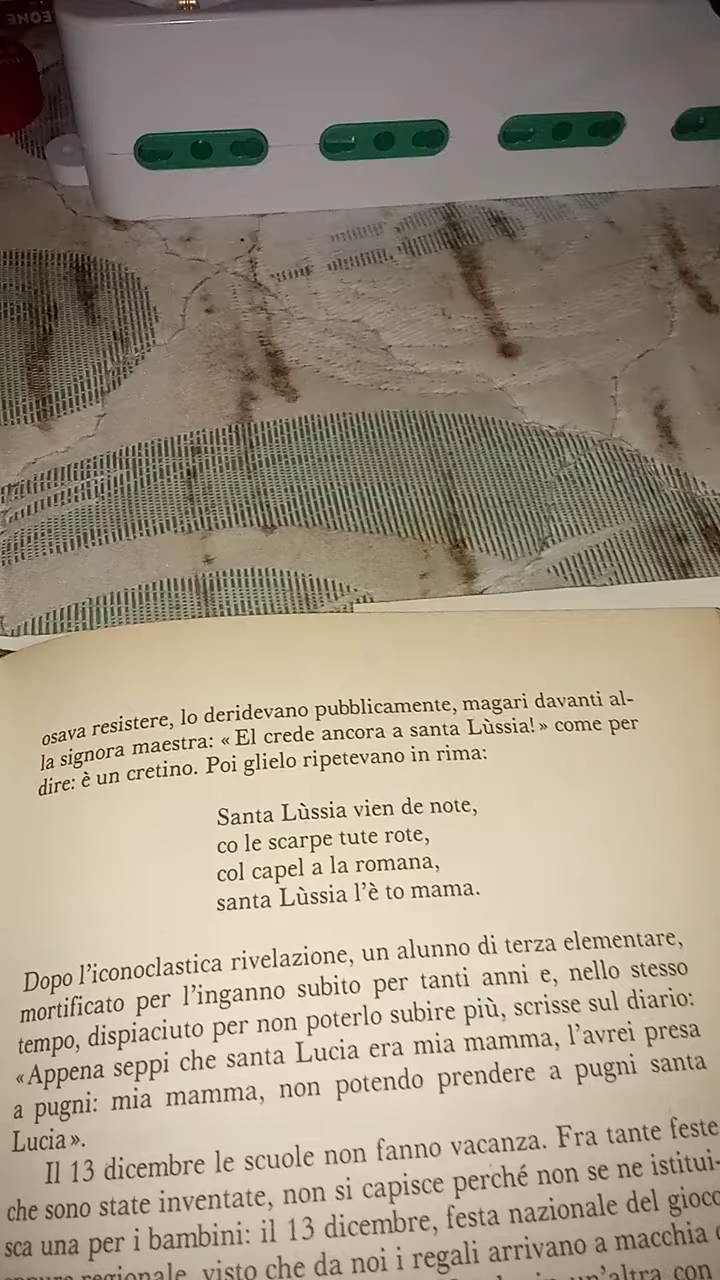 EONE
osava resistere, lo deridevano pubblicamente, magari davanti al-
la signora maestra: « El crede ancora a santa Lùssia! » come per
dire: è un cretino. Poi glielo ripetevano in rima:
Santa Lùssia vien de note,
co le scarpe tute rote,
col capel a la romana,
santa Lùssia l'è to mama.
Dopo l'iconoclastica rivelazione, un alunno di terza elementare,
mortificato per l'inganno subito per tanti anni e, nello stesso
tempo, dispiaciuto per non poterlo subire più, scrisse sul diario:
«Appena seppi che santa Lucia era mia mamma, l'avrei presa
a pugni: mia mamma, non potendo prendere a pugni santa
Lucia».
Il 13 dicembre le scuole non fanno vacanza. Fra tante feste
che sono state inventate, non si capisce perché non se ne istitui-
sca una per i bambini: il 13 dicembre, festa nazionale del gioco
regionale, visto che da noi i regali arrivano a macchia
un'altra con